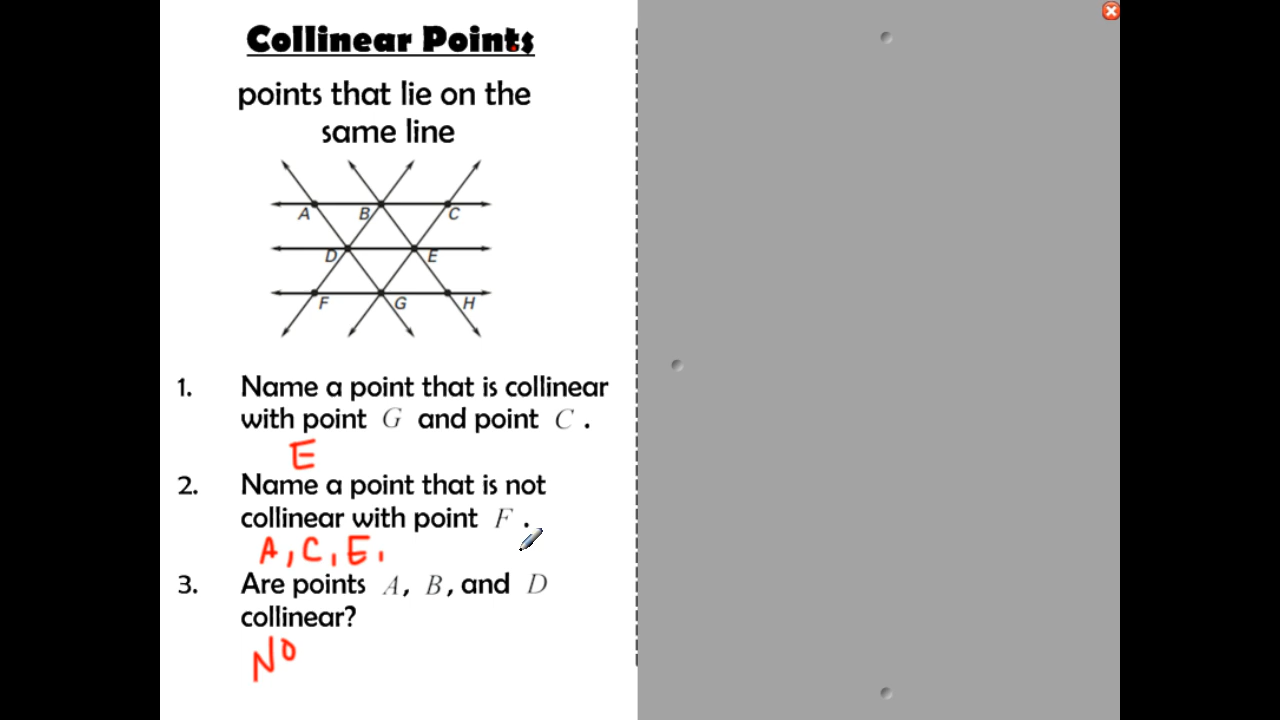 Collinear Points
points that lie on the
same line
A B C
D E
F G H
1. Name a point that is collinear
with point G and point C .
E
2. Name a point that is not
collinear with point F .
A, C, E,
3. Are points A, B, and D
collinear?
NO